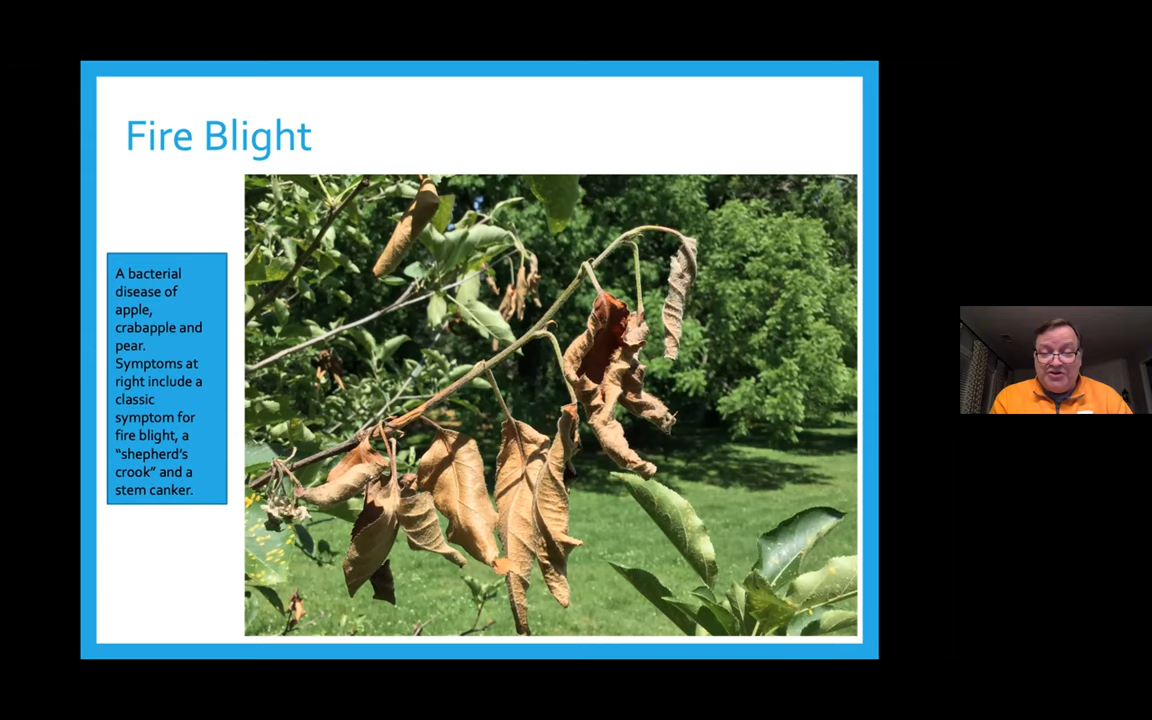 Fire Blight
A bacterial
disease of
apple,
crabapple and
pear.
Symptoms at
right include a
classic
symptom for
fire blight, a
“shepherd’s
crook” and a
stem canker.